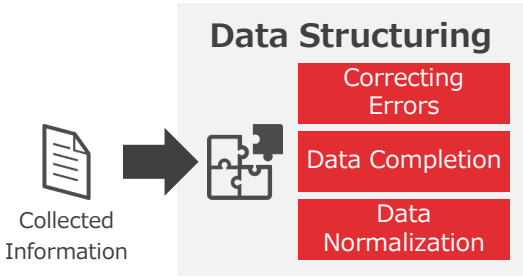 Data Structuring
Correcting
Errors
Data Completion
Data
Normalization
Collected
Information